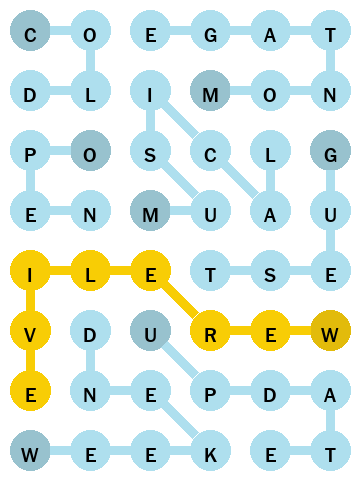 C O E G A T
D L I M O N
P O S C L G
E N M U A U
I L E T S E
V D U R E W
E N E P D A
W E E K E T